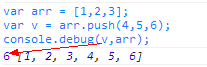 var arr = [1,2,3];
var v = arr.push(4,5,6);
console.debug(v,arr);
6 [1, 2, 3, 4, 5, 6]